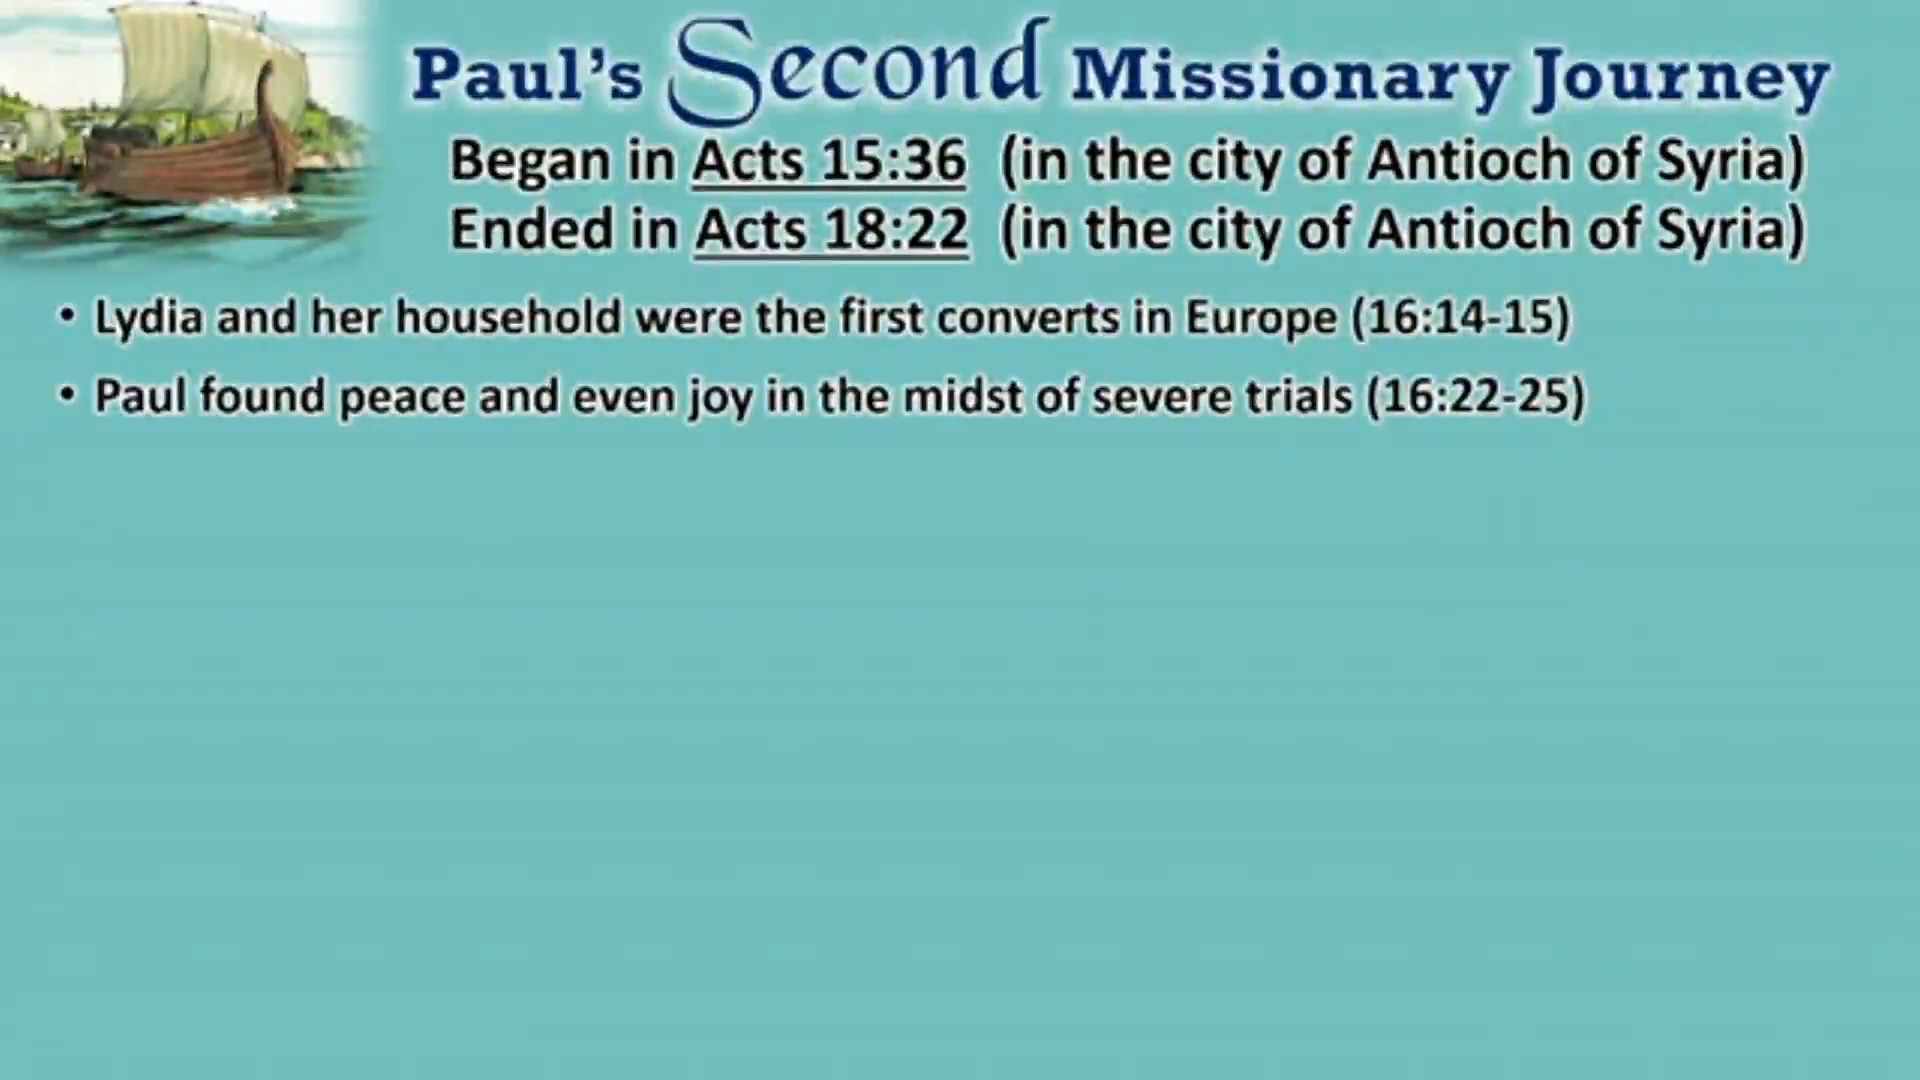 Paul's Second Missionary Journey
Began in Acts 15:36 (in the city of Antioch of Syria)
Ended in Acts 18:22 (in the city of Antioch of Syria)
• Lydia and her household were the first converts in Europe (16:14-15)
• Paul found peace and even joy in the midst of severe trials (16:22-25)